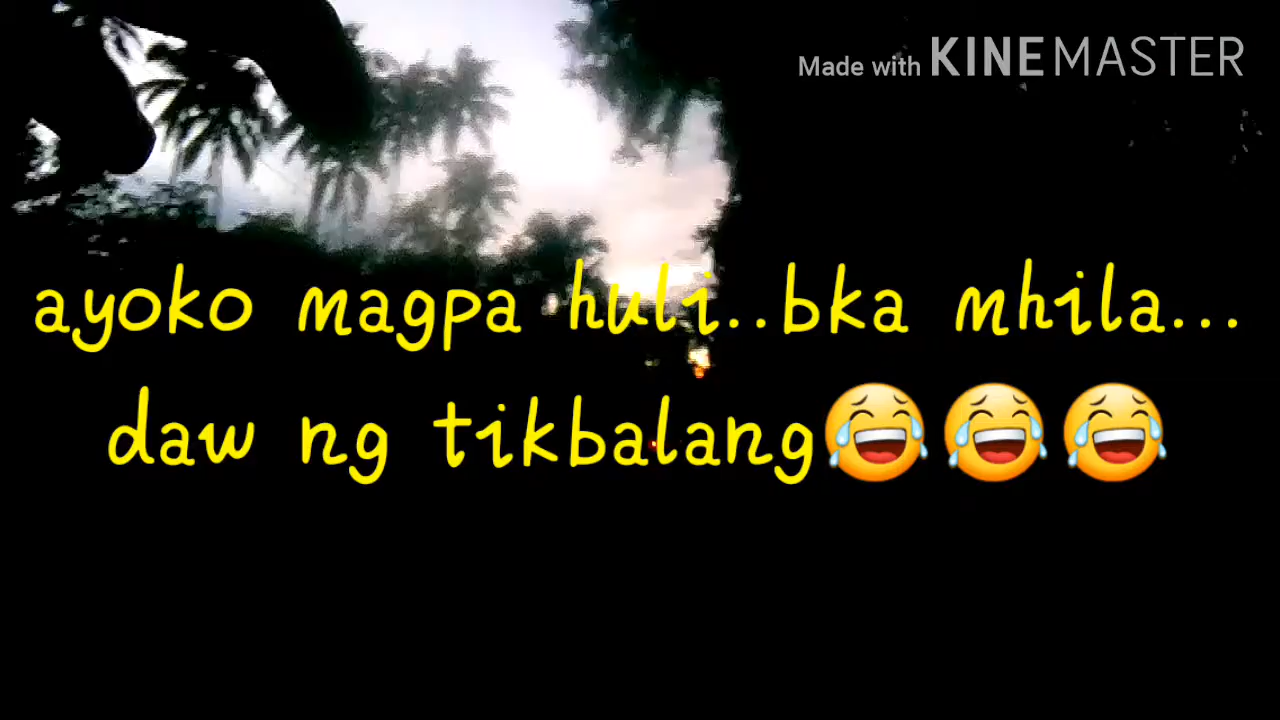 Made with KINEMASTER
ayoko magpa huli..bka mhila...
daw ng tikbalang😂😂😂